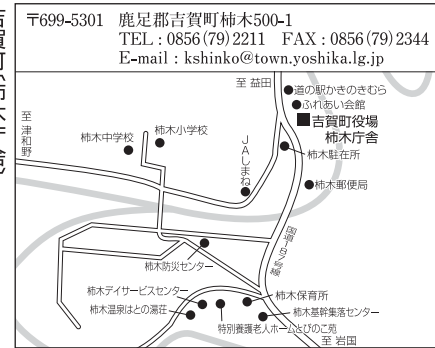 〒699-5301 鹿足郡吉賀町柿木500-1
TEL：0856(79)2211 FAX：0856(79)2344
E-mail：kshinko@town.yoshika.lg.jp
至 益田
道の駅かきのきむら
ふれあい会館
吉賀町役場
柿木庁舎
至 津和野
柿木中学校
柿木小学校
JAしまね
柿木駐在所
柿木郵便局
国道187号線
柿木防災センター
柿木デイサービスセンター
柿木温泉はとの湯荘
柿木保育所
特別養護老人ホームとびのこ苑
柿木基幹集落センター
至 岩国